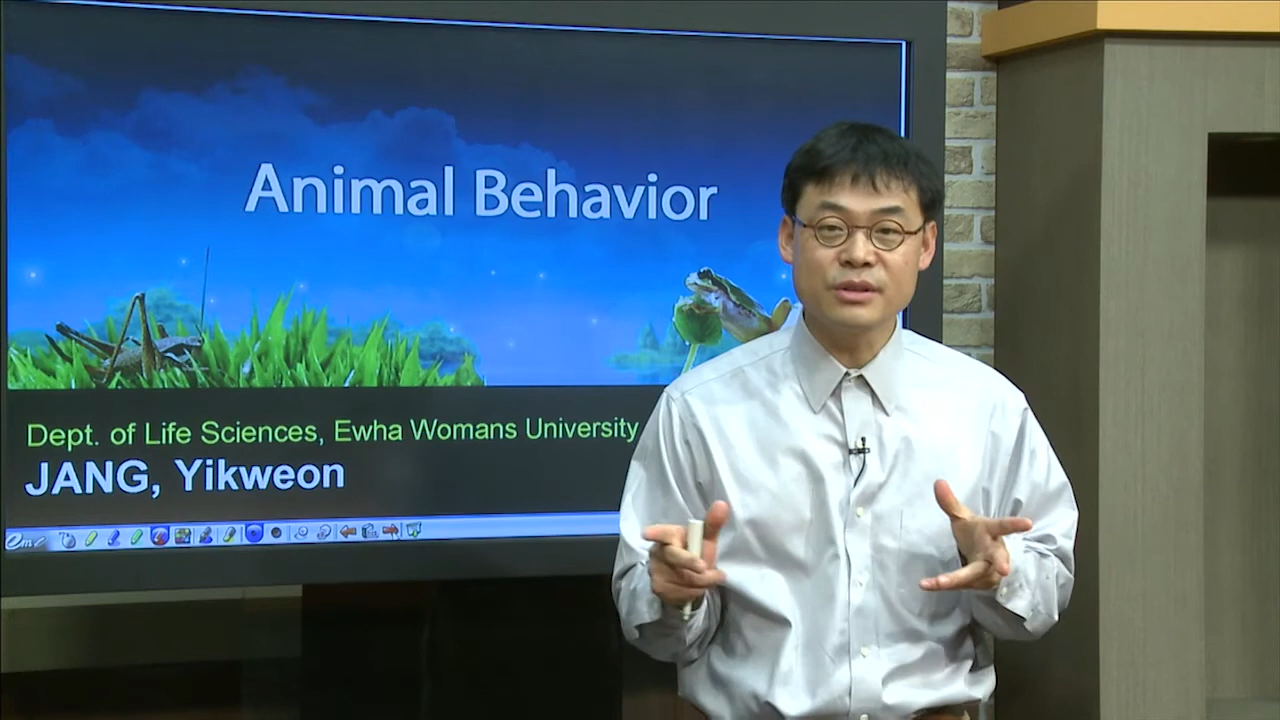 Animal Behavior
Dept. of Life Sciences, Ewha Womans University
JANG, Yikweon